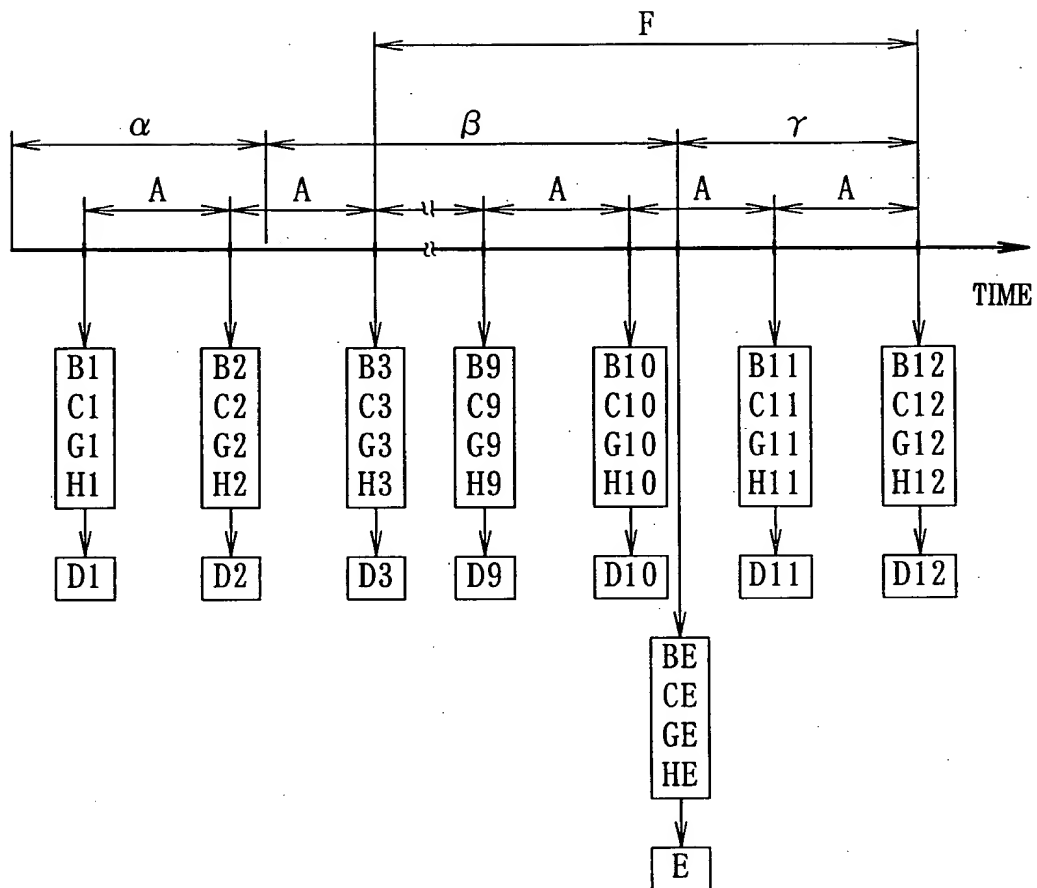 F
α β γ
A A A A A
TIME
B1 B2 B3 B9 B10 B11 B12
C1 C2 C3 C9 C10 C11 C12
G1 G2 G3 G9 G10 G11 G12
H1 H2 H3 H9 H10 H11 H12
D1 D2 D3 D9 D10 D11 D12
BE
CE
GE
HE
E